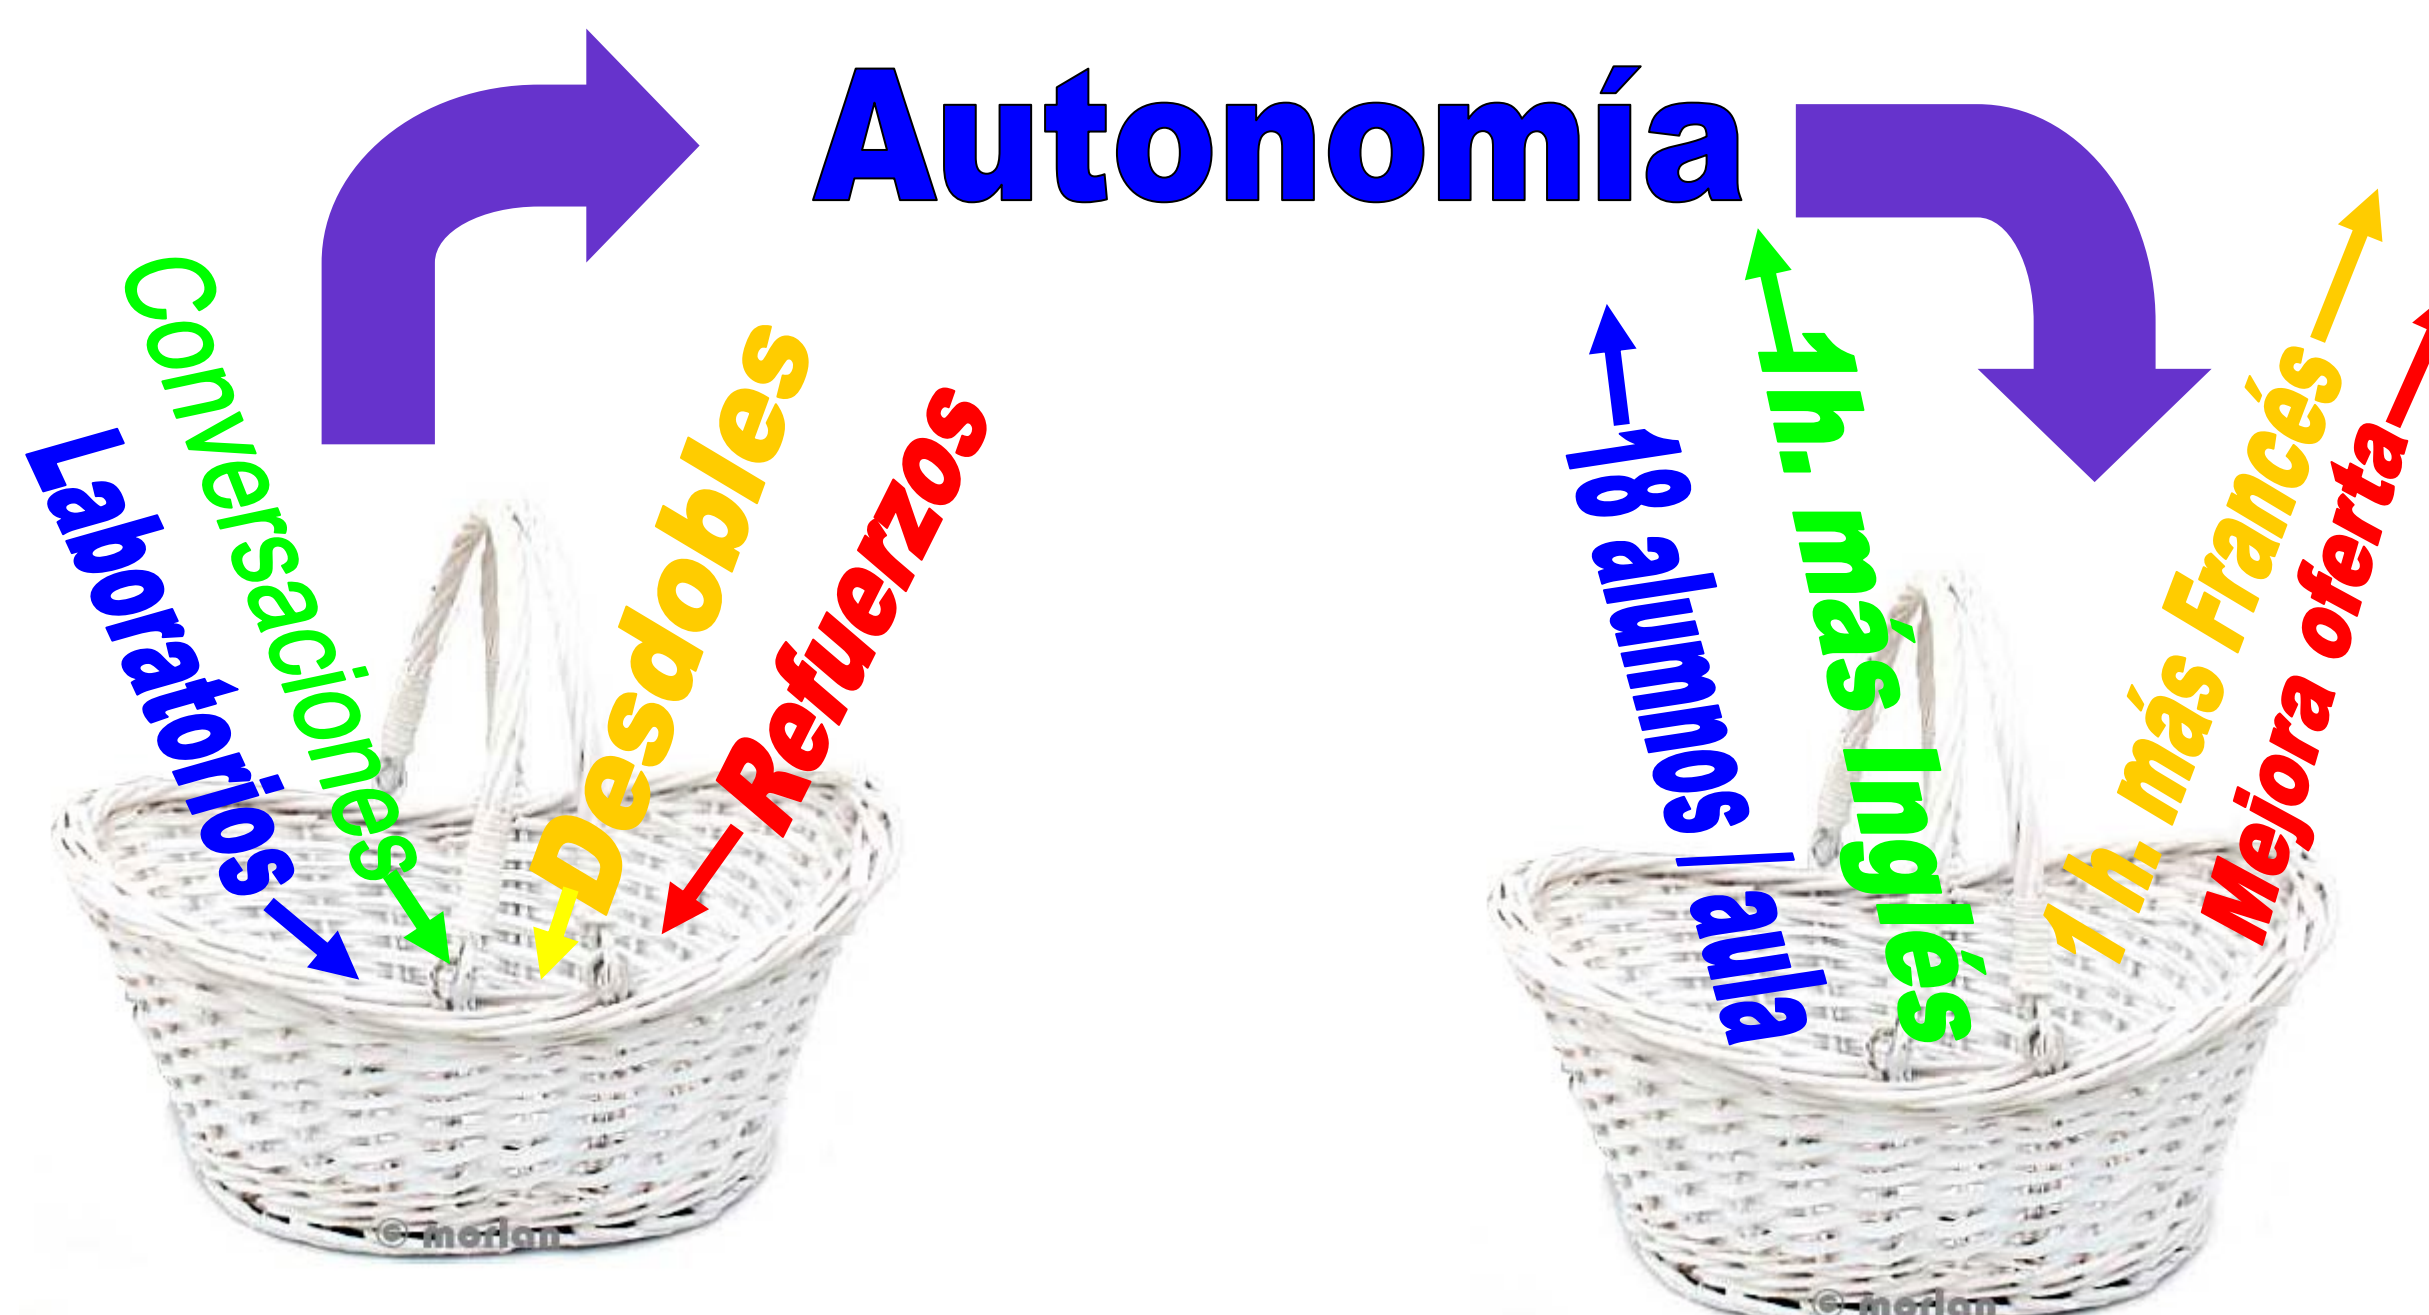 Autonomía
Laboratorios
Conversaciones
Desdobles
Refuerzos
18 alumnos / aula
1h. más Inglés
1 h. más Francés
Mejora oferta
© morlan
© morlan